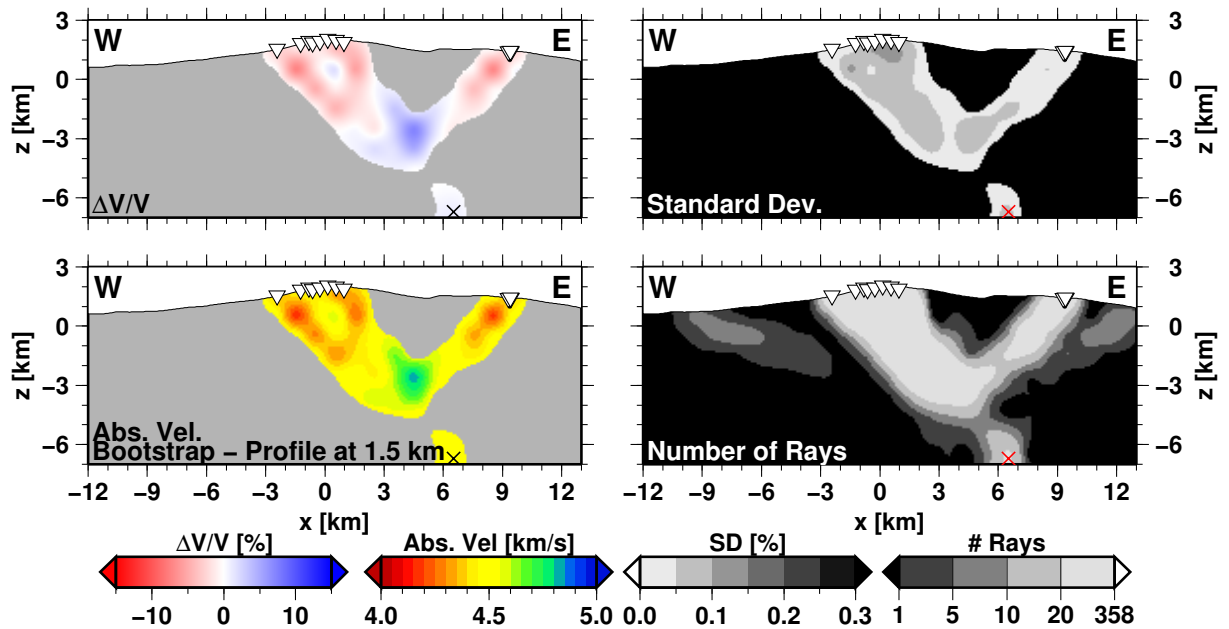 3
0
−3
−6
z [km]
W
E
ΔV/V
W
E
Standard Dev.
3
0
−3
−6
z [km]
3
0
−3
−6
z [km]
W
E
Abs. Vel.
Bootstrap − Profile at 1.5 km
−12 −9 −6 −3 0 3 6 9 12
x [km]
W
E
Number of Rays
3
0
−3
−6
z [km]
−12 −9 −6 −3 0 3 6 9 12
x [km]
ΔV/V [%]
−10 0 10
Abs. Vel [km/s]
4.0 4.5 5.0
SD [%]
0.0 0.1 0.2 0.3
# Rays
1 5 10 20 358